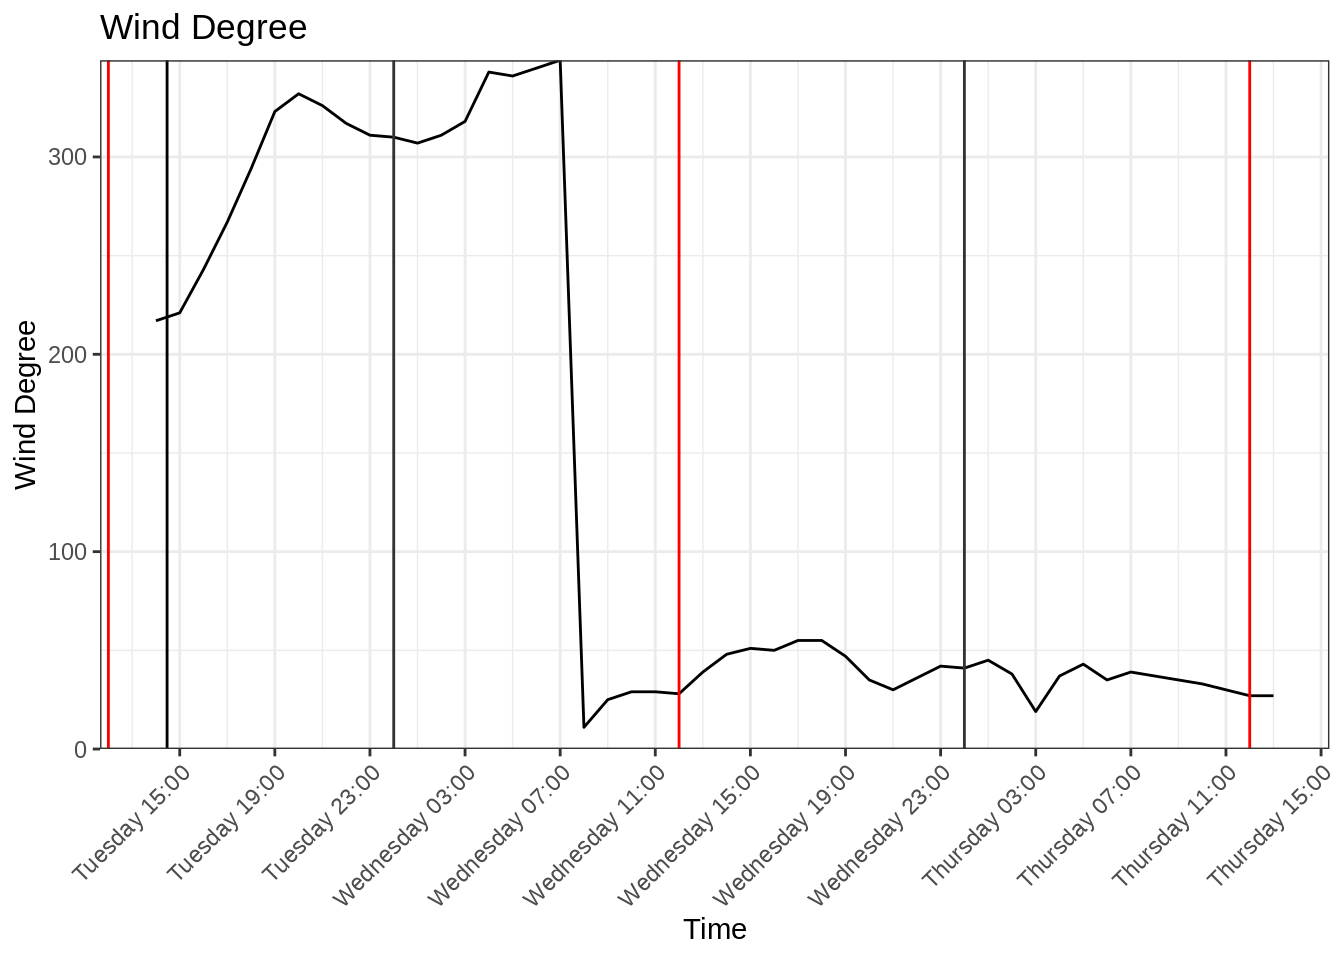 Wind Degree
Wind Degree
300
200
100
0
Tuesday 15:00
Tuesday 19:00
Tuesday 23:00
Wednesday 03:00
Wednesday 07:00
Wednesday 11:00
Wednesday 15:00
Wednesday 19:00
Wednesday 23:00
Thursday 03:00
Thursday 07:00
Thursday 11:00
Thursday 15:00
Time